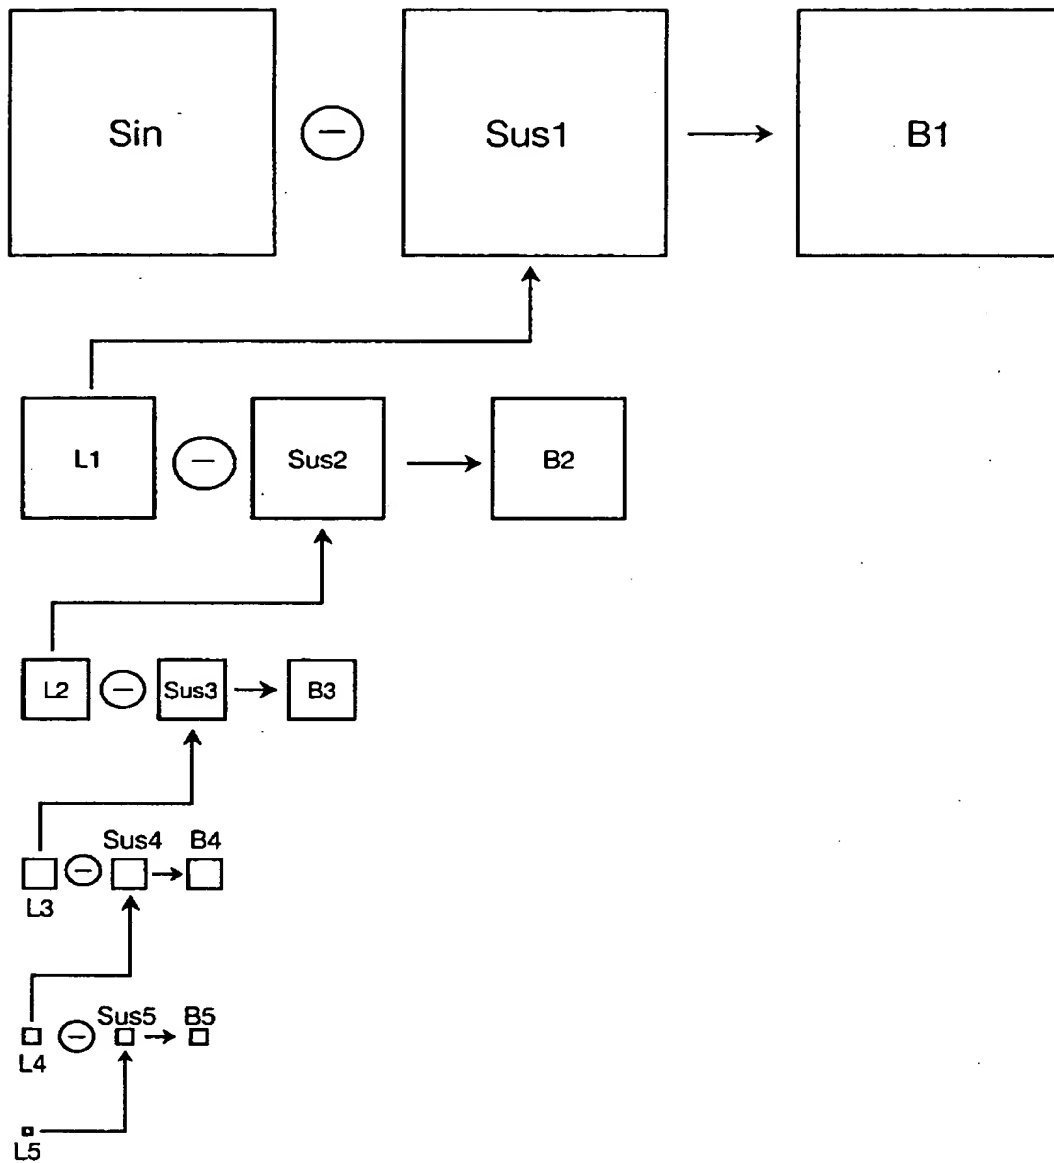 Sin − Sus1 B1
L1 − Sus2 B2
L2 − Sus3 B3
Sus4 B4
−
L3
Sus5 B5
−
L4
L5